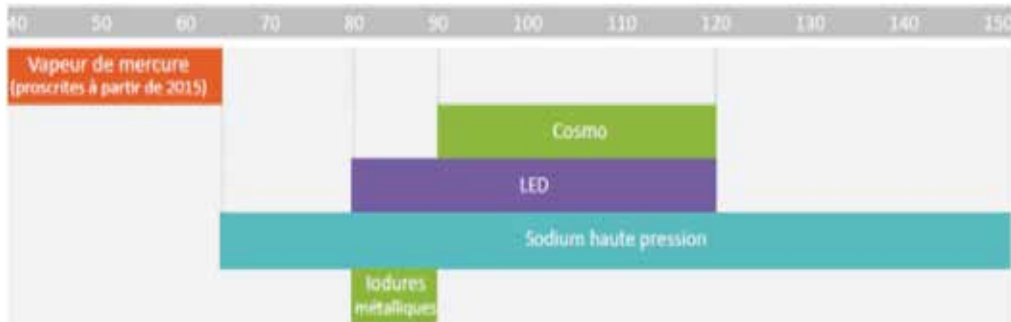 40 50 60 70 80 90 100 110 120 130 140 150
Vapeur de mercure
(proscrites à partir de 2015)
Cosmo
LED
Sodium haute pression
Iodures
métalliques